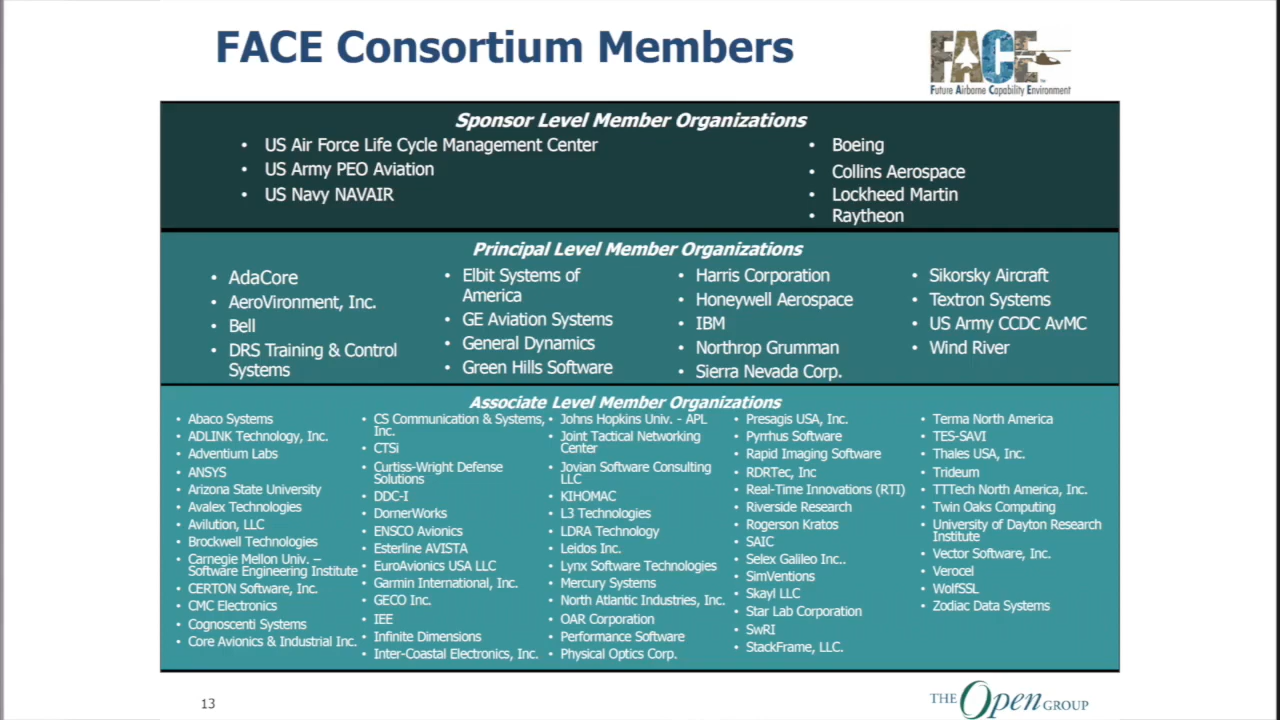 FACE Consortium Members
FACE™
Future Airborne Capability Environment
Sponsor Level Member Organizations
• US Air Force Life Cycle Management Center
• US Army PEO Aviation
• US Navy NAVAIR
• Boeing
• Collins Aerospace
• Lockheed Martin
• Raytheon
Principal Level Member Organizations
• AdaCore
• AeroVironment, Inc.
• Bell
• DRS Training & Control
Systems
• Elbit Systems of
America
• GE Aviation Systems
• General Dynamics
• Green Hills Software
• Harris Corporation
• Honeywell Aerospace
• IBM
• Northrop Grumman
• Sierra Nevada Corp.
• Sikorsky Aircraft
• Textron Systems
• US Army CCDC AvMC
• Wind River
Associate Level Member Organizations
• Abaco Systems
• ADLINK Technology, Inc.
• Adventium Labs
• ANSYS
• Arizona State University
• Avalex Technologies
• Avilution, LLC
• Brockwell Technologies
• Carnegie Mellon Univ. –
Software Engineering Institute
• CERTON Software, Inc.
• CMC Electronics
• Cognoscenti Systems
• Core Avionics & Industrial Inc.
• CS Communication & Systems,
Inc.
• CTSi
• Curtiss-Wright Defense
Solutions
• DDC-I
• DornerWorks
• ENSCO Avionics
• Esterline AVISTA
• EuroAvionics USA LLC
• Garmin International, Inc.
• GECO Inc.
• IEE
• Infinite Dimensions
• Inter-Coastal Electronics, Inc.
• Johns Hopkins Univ. - APL
• Joint Tactical Networking
Center
• Jovian Software Consulting
LLC
• KIHOMAC
• L3 Technologies
• LDRA Technology
• Leidos Inc.
• Lynx Software Technologies
• Mercury Systems
• North Atlantic Industries, Inc.
• OAR Corporation
• Performance Software
• Physical Optics Corp.
• Presagis USA, Inc.
• Pyrrhus Software
• Rapid Imaging Software
• RDRTec, Inc
• Real-Time Innovations (RTI)
• Riverside Research
• Rogerson Kratos
• SAIC
• Selex Galileo Inc..
• SimVentions
• Skayl LLC
• Star Lab Corporation
• SwRI
• StackFrame, LLC.
• Terma North America
• TES-SAVI
• Thales USA, Inc.
• Trideum
• TTTech North America, Inc.
• Twin Oaks Computing
• University of Dayton Research
Institute
• Vector Software, Inc.
• Verocel
• WolfSSL
• Zodiac Data Systems
13
THE Open GROUP